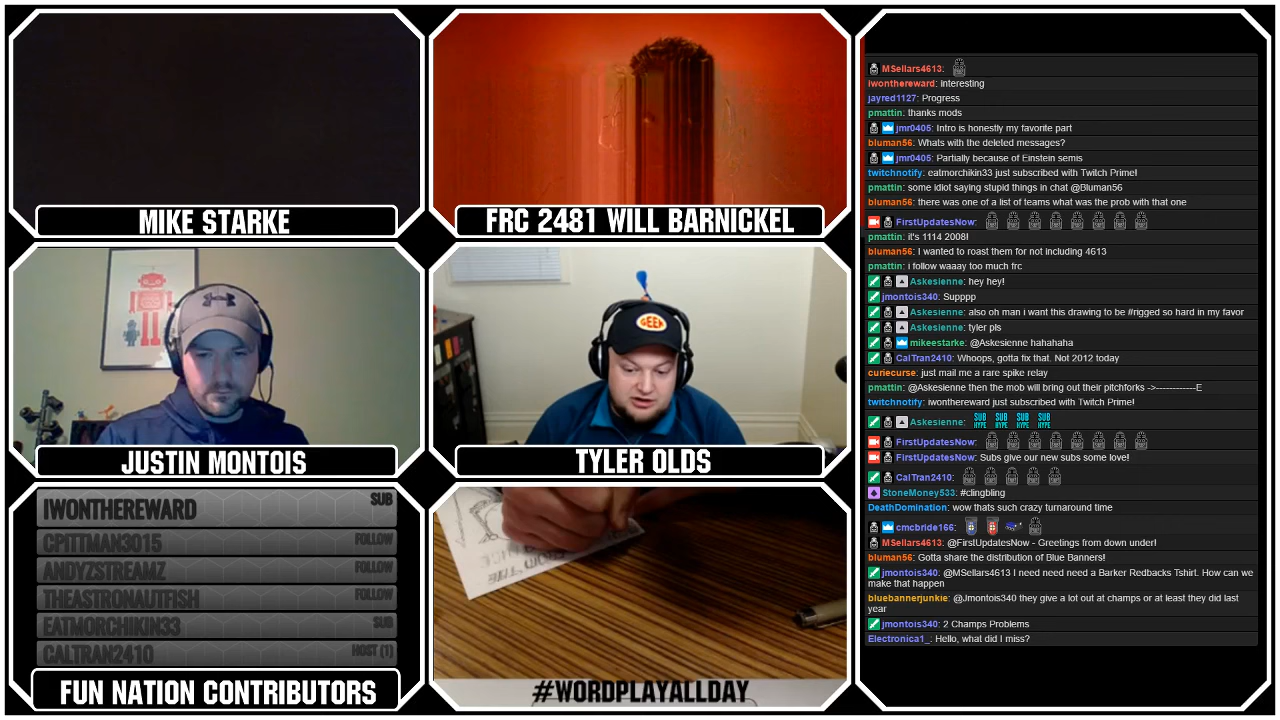 MIKE STARKE
FRC 2481 WILL BARNICKEL
JUSTIN MONTOIS
GEEK
TYLER OLDS
IWONTHEREWARD SUB
CPITTMAN3015 FOLLOW
ANDYZSTREAMZ FOLLOW
THEASTRONAUTFISH FOLLOW
EATMORCHIKIN33 SUB
CALTRAN2410 HOST (1)
FUN NATION CONTRIBUTORS
#WORDPLAYALLDAY
MSellars4613:
iwonthereward: interesting
jayred1127: Progress
pmattin: thanks mods
jmr0405: Intro is honestly my favorite part
bluman56: Whats with the deleted messages?
jmr0405: Partially because of Einstein semis
twitchnotify: eatmorchikin33 just subscribed with Twitch Prime!
pmattin: some idiot saying stupid things in chat @Bluman56
bluman56: there was one of a list of teams what was the prob with that one
FirstUpdatesNow:
pmattin: it's 1114 2008!
bluman56: I wanted to roast them for not including 4613
pmattin: i follow waaay too much frc
Askesienne: hey hey!
jmontois340: Supppp
Askesienne: also oh man i want this drawing to be #rigged so hard in my favor
Askesienne: tyler pls
mikeestarke: @Askesienne hahahaha
CalTran2410: Whoops, gotta fix that. Not 2012 today
curiecurse: just mail me a rare spike relay
pmattin: @Askesienne then the mob will bring out their pitchforks ->------------E
twitchnotify: iwonthereward just subscribed with Twitch Prime!
Askesienne: SUB HYPE SUB HYPE SUB HYPE SUB HYPE
FirstUpdatesNow:
FirstUpdatesNow: Subs give our new subs some love!
CalTran2410:
StoneMoney533: #clingbling
DeathDomination: wow thats such crazy turnaround time
cmcbride166:
MSellars4613: @FirstUpdatesNow - Greetings from down under!
bluman56: Gotta share the distribution of Blue Banners!
jmontois340: @MSellars4613 I need need need a Barker Redbacks Tshirt. How can we
make that happen
bluebannerjunkie: @Jmontois340 they give a lot out at champs or at least they did last
year
jmontois340: 2 Champs Problems
Electronica1_: Hello, what did I miss?